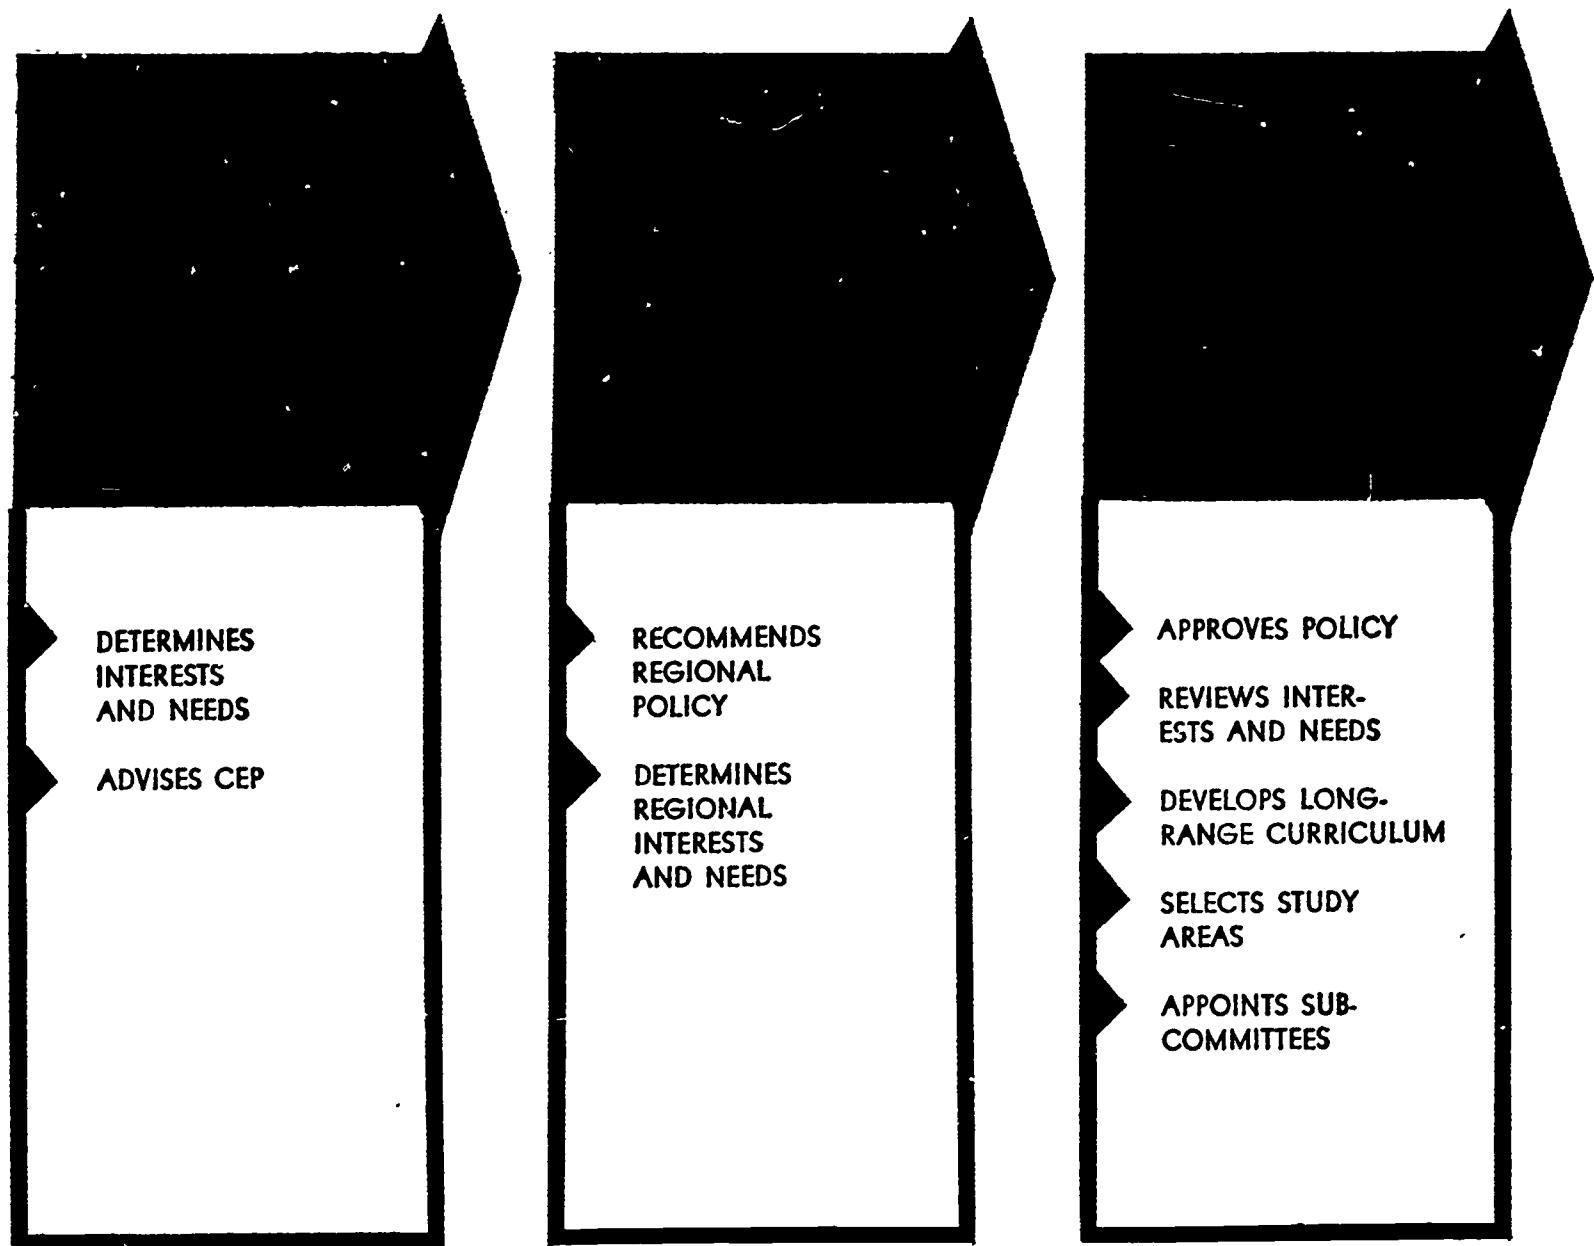 DETERMINES
INTERESTS
AND NEEDS
ADVISES CEP
RECOMMENDS
REGIONAL
POLICY
DETERMINES
REGIONAL
INTERESTS
AND NEEDS
APPROVES POLICY
REVIEWS INTER-
ESTS AND NEEDS
DEVELOPS LONG-
RANGE CURRICULUM
SELECTS STUDY
AREAS
APPOINTS SUB-
COMMITTEES